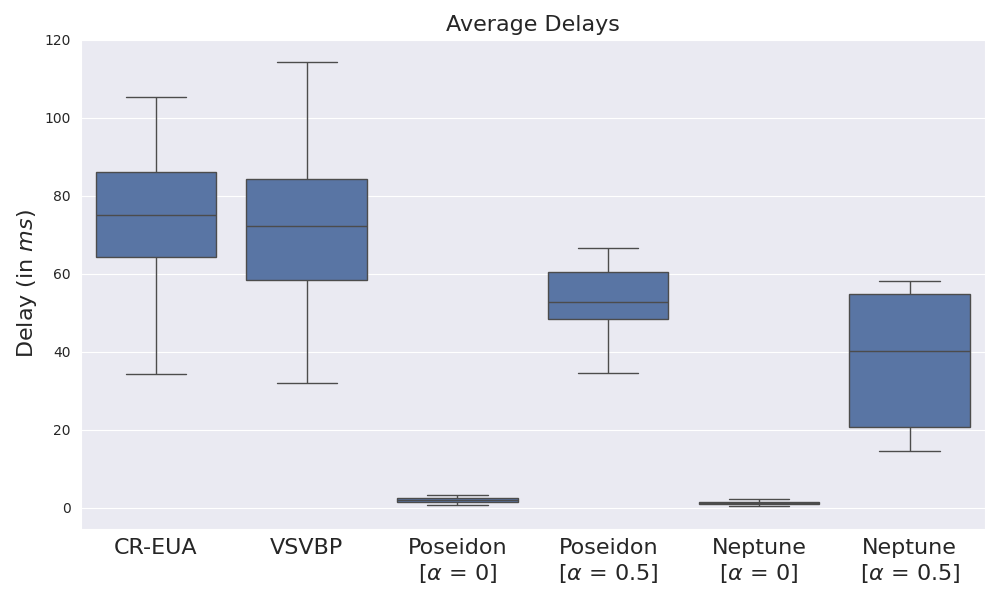 Average Delays
120
100
80
60
40
20
0
Delay (in ms)
CR-EUA
VSVBP
Poseidon
[α = 0]
Poseidon
[α = 0.5]
Neptune
[α = 0]
Neptune
[α = 0.5]